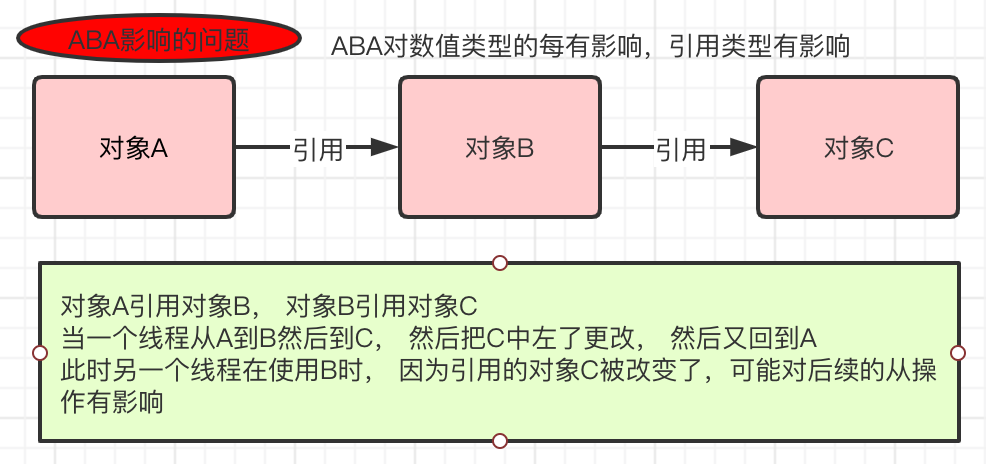 ABA影响的问题
ABA对数值类型的每有影响，引用类型有影响
对象A
引用
对象B
引用
对象C
对象A引用对象B， 对象B引用对象C
当一个线程从A到B然后到C， 然后把C中左了更改， 然后又回到A
此时另一个线程在使用B时， 因为引用的对象C被改变了，可能对后续的从操
作有影响